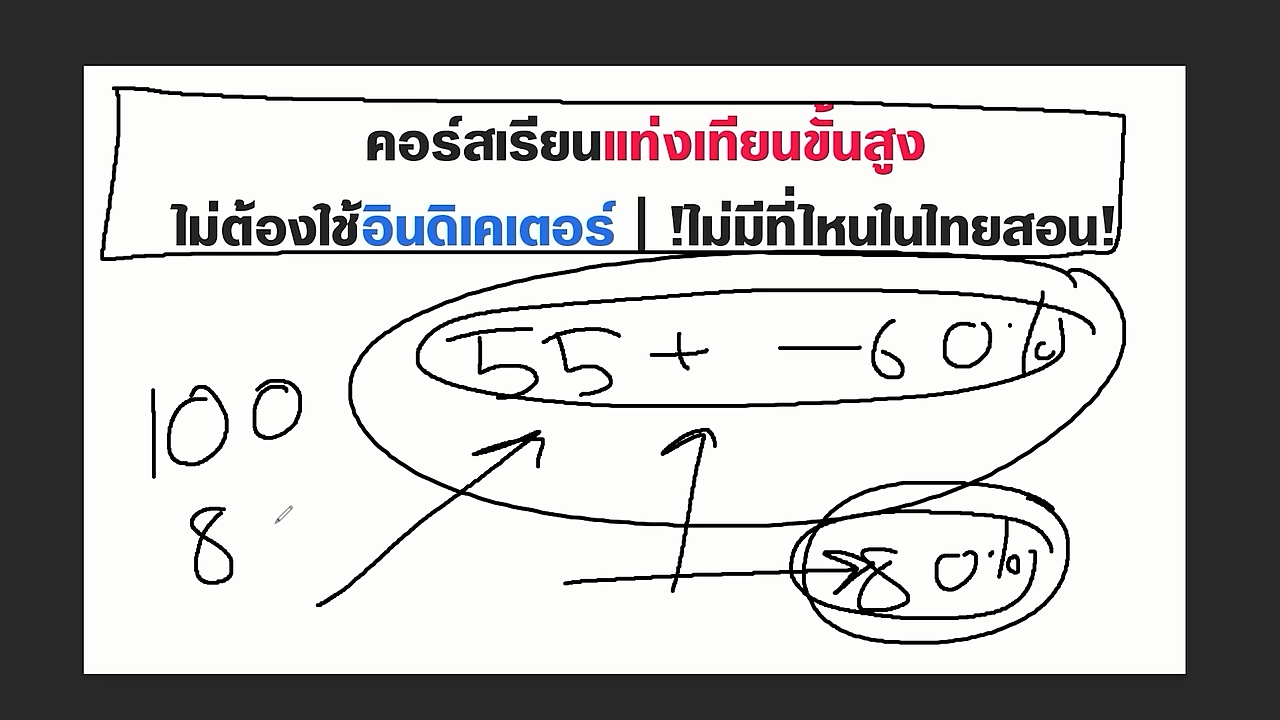 คอร์สเรียนแท่งเทียนขั้นสูง
ไม่ต้องใช้อินดิเคเตอร์ | !ไม่มีที่ไหนในไทยสอน!
55 + - 60%
100
8
80%